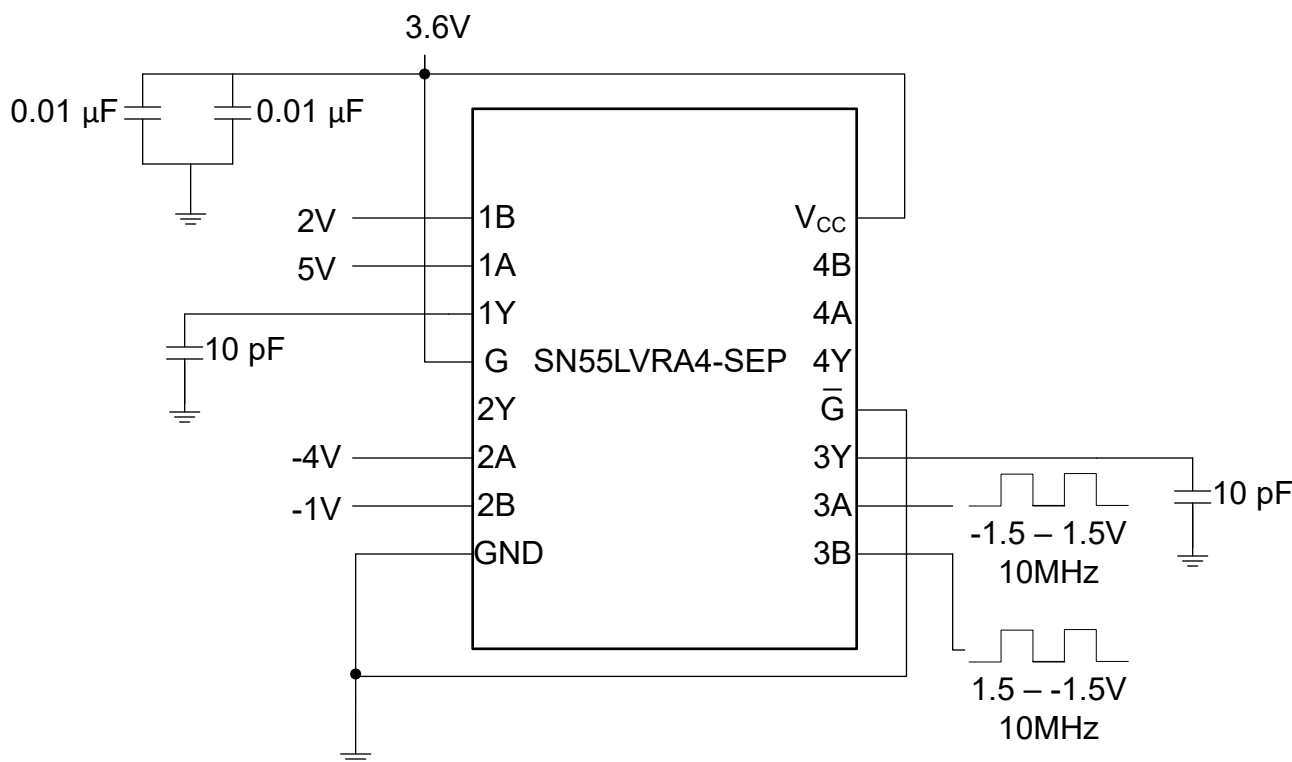 3.6V
0.01 µF
0.01 µF
2V
1B
V_CC
5V
1A
4B
1Y
4A
10 pF
G
SN55LVRA4-SEP
4Y
2Y
G̅
-4V
2A
3Y
-1V
2B
3A
10 pF
GND
3B
-1.5 – 1.5V
10MHz
1.5 – -1.5V
10MHz